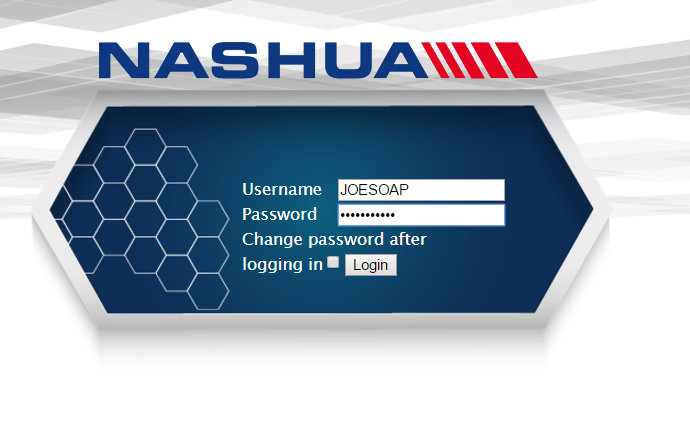 NASHUA
Username JOESOAP
Password •••••••••••
Change password after
logging in Login